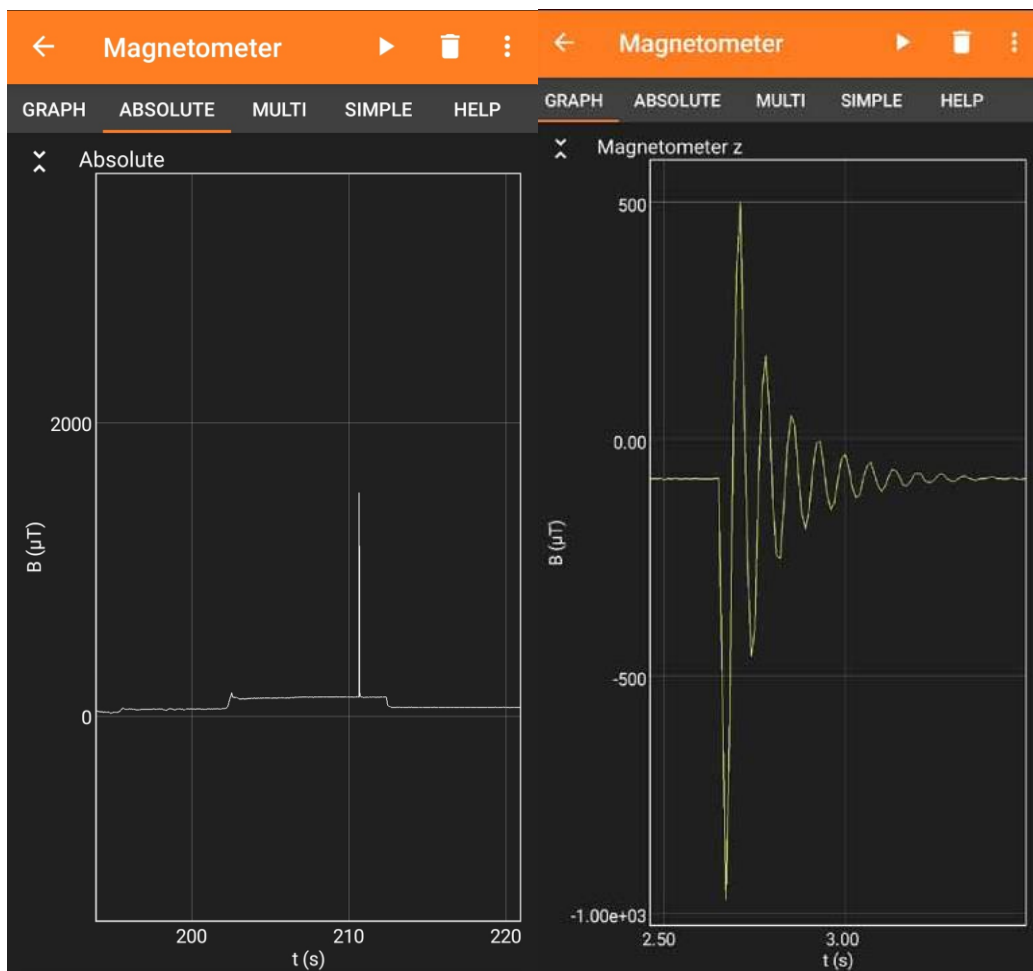 Magnetometer
GRAPH ABSOLUTE MULTI SIMPLE HELP
Absolute
2000
0
B (µT)
200 210 220
t (s)
Magnetometer
GRAPH ABSOLUTE MULTI SIMPLE HELP
Magnetometer z
500
0.00
B (µT)
-500
-1.00e+03
2.50 3.00
t (s)